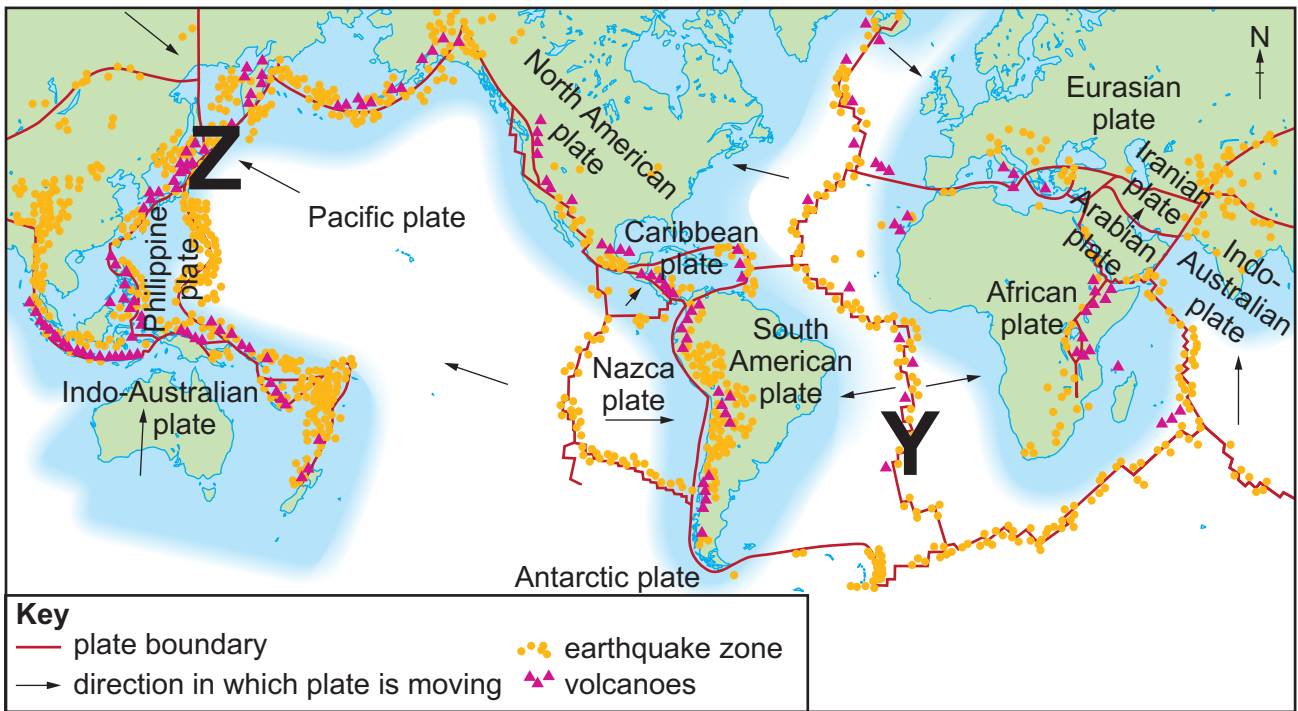 N
North American
plate
Eurasian
plate
Iranian
plate
Arabian
plate
Indo-
Australian
plate
Z
Pacific plate
Philippine
plate
Caribbean
plate
African
plate
South
American
plate
Nazca
plate
Indo-Australian
plate
Y
Antarctic plate
Key
plate boundary
earthquake zone
direction in which plate is moving
volcanoes